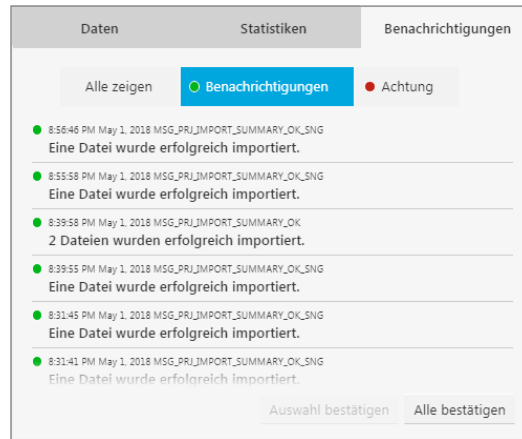 Daten Statistiken Benachrichtigungen
Alle zeigen Benachrichtigungen Achtung
8:56:46 PM May 1, 2018 MSG_PRJ_IMPORT_SUMMARY_OK_SNG
Eine Datei wurde erfolgreich importiert.
8:55:58 PM May 1, 2018 MSG_PRJ_IMPORT_SUMMARY_OK_SNG
Eine Datei wurde erfolgreich importiert.
8:39:58 PM May 1, 2018 MSG_PRJ_IMPORT_SUMMARY_OK
2 Dateien wurden erfolgreich importiert.
8:39:55 PM May 1, 2018 MSG_PRJ_IMPORT_SUMMARY_OK_SNG
Eine Datei wurde erfolgreich importiert.
8:31:45 PM May 1, 2018 MSG_PRJ_IMPORT_SUMMARY_OK_SNG
Eine Datei wurde erfolgreich importiert.
8:31:41 PM May 1, 2018 MSG_PRJ_IMPORT_SUMMARY_OK_SNG
Eine Datei wurde erfolgreich importiert.
Auswahl bestätigen Alle bestätigen